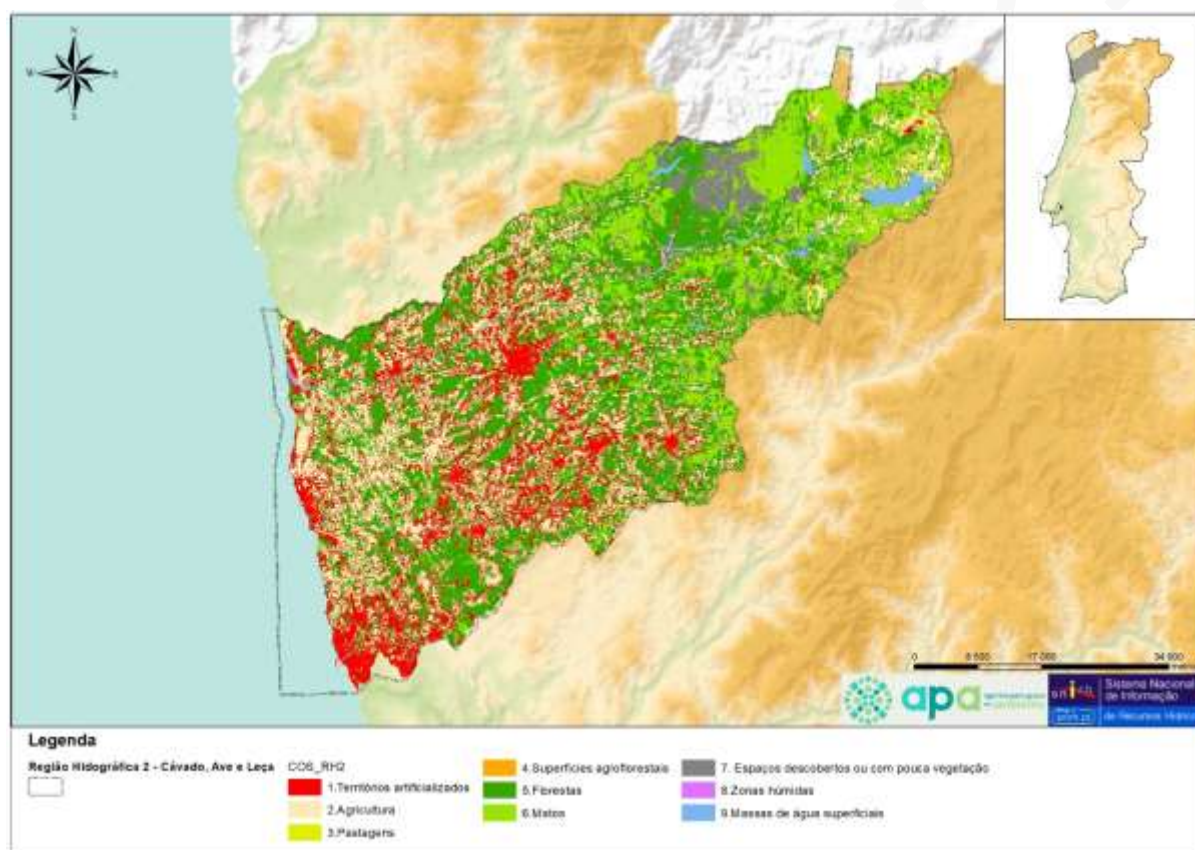 N
W E
S
0 8 500 17 000 34 000
apa
snirh
Sistema Nacional
de Informação
de Recursos Hídricos
Legenda
Região Hidográfica 2 - Cávado, Ave e Leça
COS_RH2
1.Territórios artificializados
2.Agricultura
3.Pastagens
4.Superfícies agroflorestais
5.Florestas
6.Matos
7. Espaços descobertos ou com pouca vegetação
8.Zonas húmidas
9.Massas de água superficiais